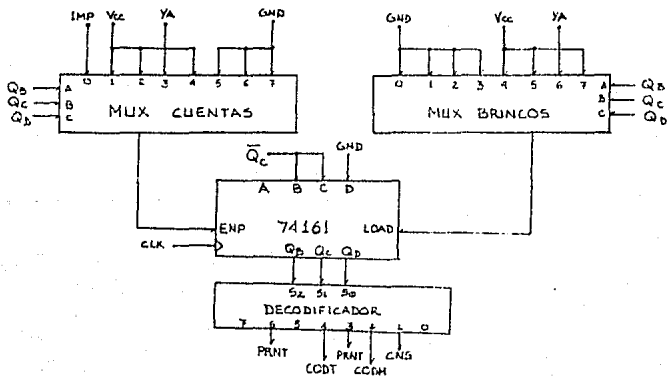 IMP Vcc YA GND
GND Vcc YA
0 1 2 3 4 5 6 7
0 1 2 3 4 5 6 7
QB A
QC B
QD C
MUX CUENTAS
MUX BRINCOS
A QB
B QC
C QD
Q̅C GND
A B C D
ENP 74161 LOAD
CLK
QB QC QD
S2 S1 S0
DECODIFICADOR
7 6 5 4 3 2 1 0
PRNT CGDT PRNT CGDH CNG